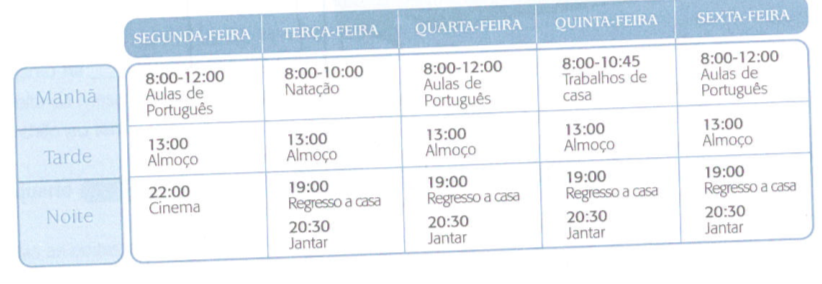 SEGUNDA-FEIRA TERÇA-FEIRA QUARTA-FEIRA QUINTA-FEIRA SEXTA-FEIRA
Manhã
8:00-12:00
Aulas de
Português
8:00-10:00
Natação
8:00-12:00
Aulas de
Português
8:00-10:45
Trabalhos de
casa
8:00-12:00
Aulas de
Português
Tarde
13:00
Almoço
13:00
Almoço
13:00
Almoço
13:00
Almoço
13:00
Almoço
Noite
22:00
Cinema
19:00
Regresso a casa
20:30
Jantar
19:00
Regresso a casa
20:30
Jantar
19:00
Regresso a casa
20:30
Jantar
19:00
Regresso a casa
20:30
Jantar